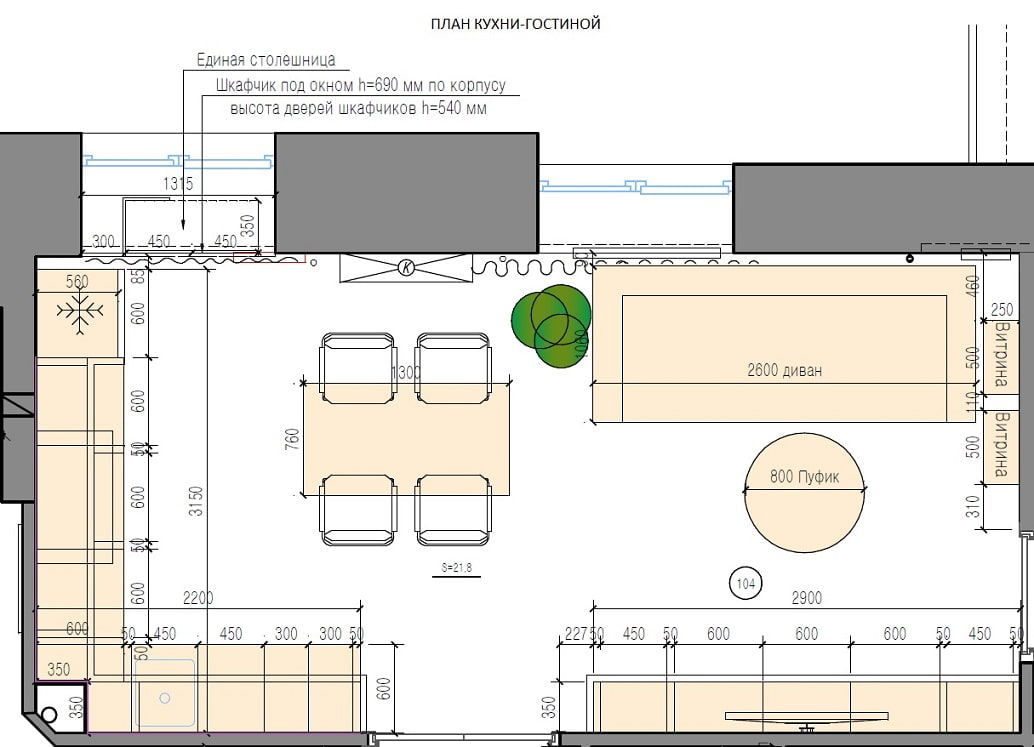 ПЛАН КУХНИ-ГОСТИНОЙ
Единая столешница
Шкафчик под окном h=690 мм по корпусу
высота дверей шкафчиков h=540 мм
1315
350
300 450 450
К
90
560
85
600
460
250
Витрина
500
1060
1300
2600 диван
600
110
760
50
Витрина
500
800 Пуфик
600
3150
310
50
S=21,8
104
600
2200
2900
600 50 450 450 300 300 50
227 50 450 50 600 600 600 50 450 50
50
350
600
350
350